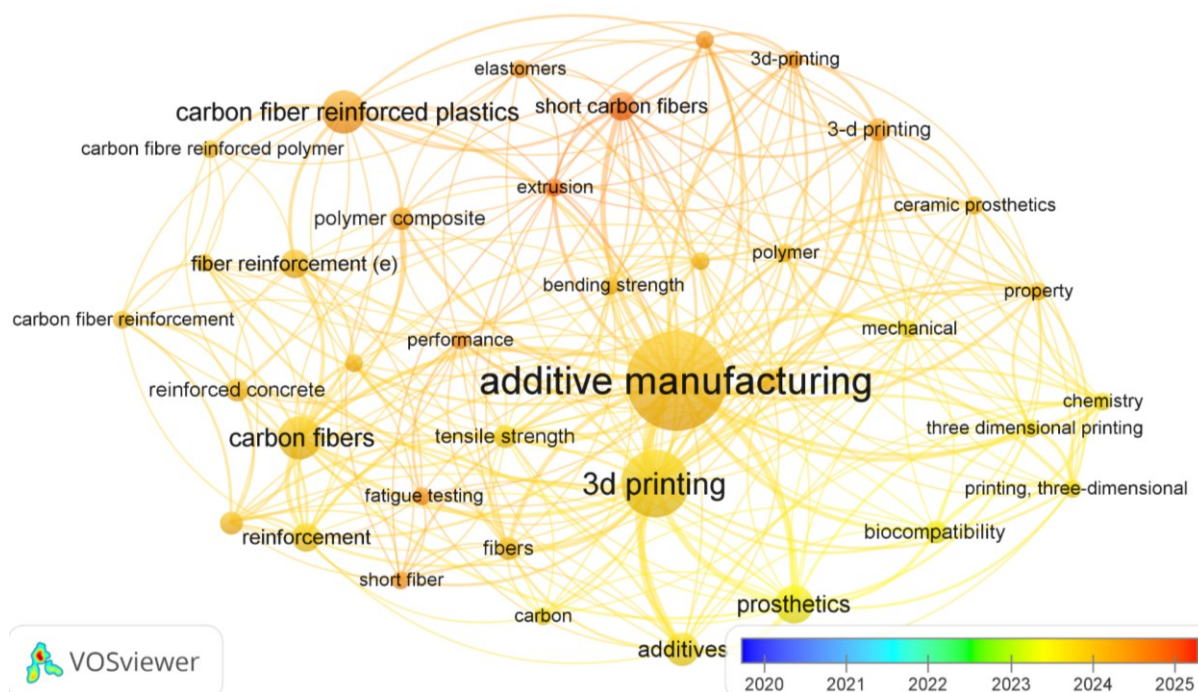 3d-printing
elastomers
carbon fiber reinforced plastics
short carbon fibers
3-d printing
carbon fibre reinforced polymer
extrusion
ceramic prosthetics
polymer composite
polymer
fiber reinforcement (e)
bending strength
property
carbon fiber reinforcement
mechanical
performance
additive manufacturing
reinforced concrete
chemistry
three dimensional printing
carbon fibers
tensile strength
3d printing
printing, three-dimensional
fatigue testing
biocompatibility
reinforcement
fibers
short fiber
prosthetics
carbon
additives
VOSviewer
2020 2021 2022 2023 2024 2025